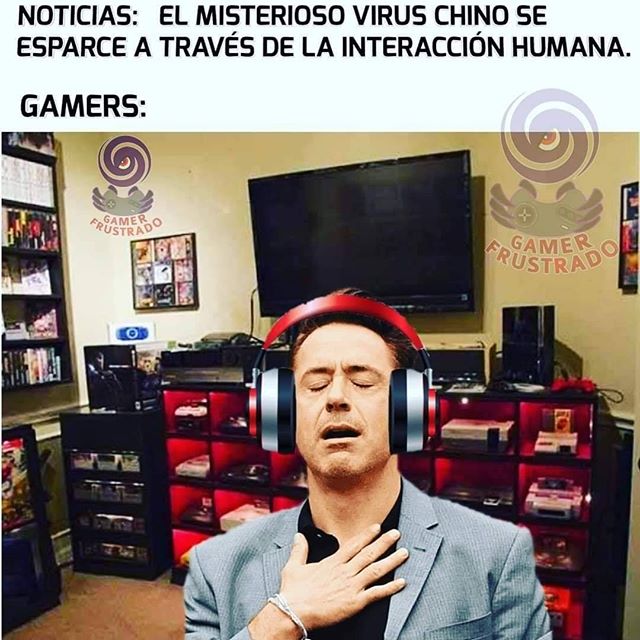 NOTICIAS: EL MISTERIOSO VIRUS CHINO SE
ESPARCE A TRAVÉS DE LA INTERACCIÓN HUMANA.
GAMERS:
GAMER
FRUSTRADO
GAMER
FRUSTRADO